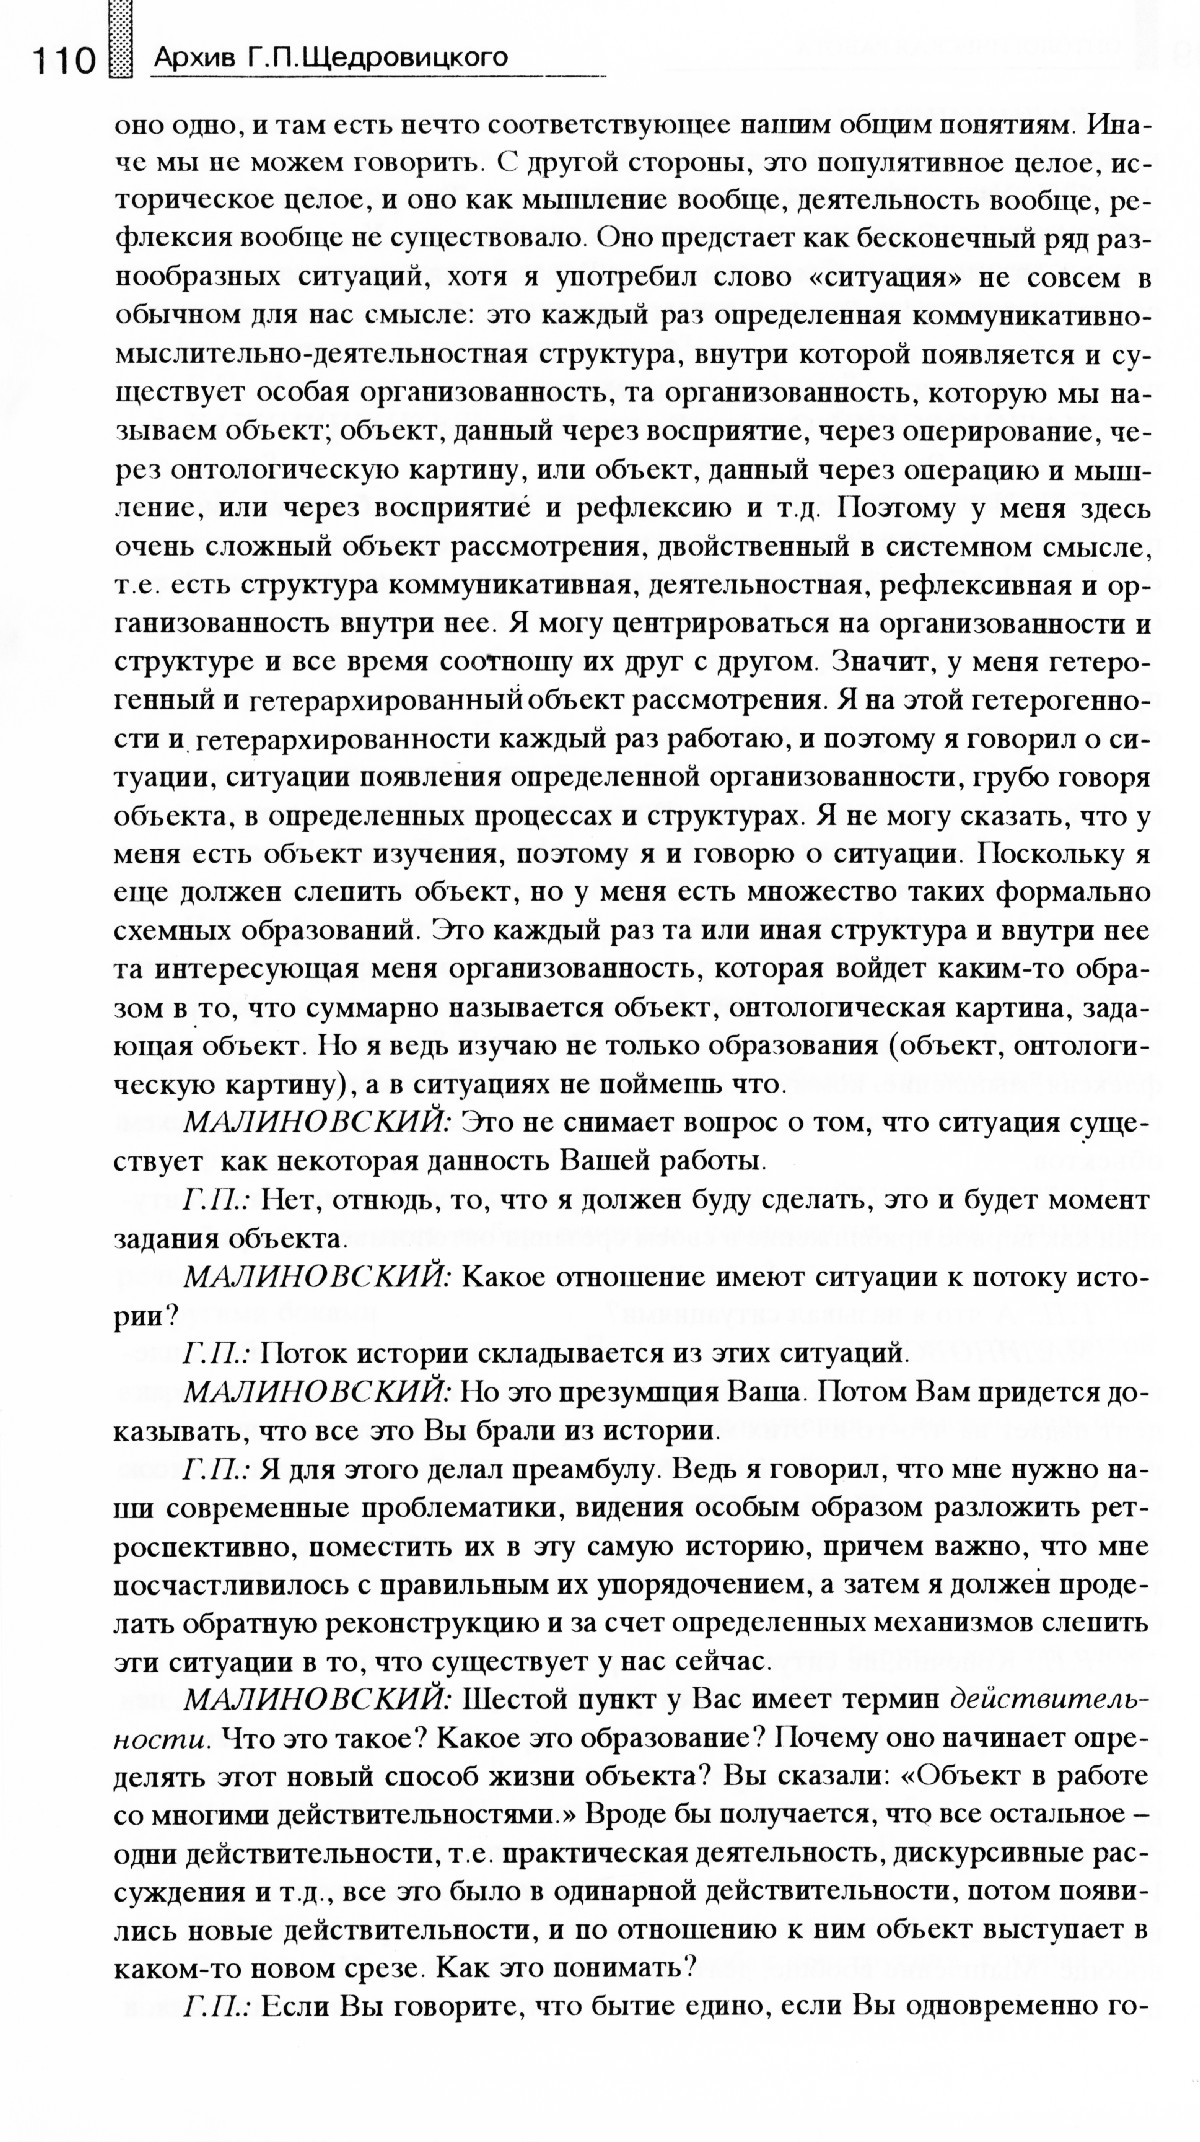 110 Архив Г.П.Щедровицкого
оно одно, и там есть нечто соответствующее нашим общим понятиям. Ина-
че мы не можем говорить. С другой стороны, это популятивное целое, ис-
торическое целое, и оно как мышление вообще, деятельность вообще, ре-
флексия вообще не существовало. Оно предстает как бесконечный ряд раз-
нообразных ситуаций, хотя я употребил слово «ситуация» не совсем в
обычном для нас смысле: это каждый раз определенная коммуникативно-
мыслительно-деятельностная структура, внутри которой появляется и су-
ществует особая организованность, та организованность, которую мы на-
зываем объект; объект, данный через восприятие, через оперирование, че-
рез онтологическую картину, или объект, данный через операцию и мыш-
ление, или через восприятие и рефлексию и т.д. Поэтому у меня здесь
очень сложный объект рассмотрения, двойственный в системном смысле,
т.е. есть структура коммуникативная, деятельностная, рефлексивная и ор-
ганизованность внутри нее. Я могу центрироваться на организованности и
структуре и все время соотношу их друг с другом. Значит, у меня гетеро-
генный и гетерархированный объект рассмотрения. Я на этой гетерогенно-
сти и гетерархированности каждый раз работаю, и поэтому я говорил о си-
туации, ситуации появления определенной организованности, грубо говоря
объекта, в определенных процессах и структурах. Я не могу сказать, что у
меня есть объект изучения, поэтому я и говорю о ситуации. Поскольку я
еще должен слепить объект, но у меня есть множество таких формально
схемных образований. Это каждый раз та или иная структура и внутри нее
та интересующая меня организованность, которая войдет каким-то обра-
зом в то, что суммарно называется объект, онтологическая картина, зада-
ющая объект. Но я ведь изучаю не только образования (объект, онтологи-
ческую картину), а в ситуациях не поймешь что.
МАЛИНОВСКИЙ: Это не снимает вопрос о том, что ситуация суще-
ствует как некоторая данность Вашей работы.
Г.П.: Нет, отнюдь, то, что я должен буду сделать, это и будет момент
задания объекта.
МАЛИНОВСКИЙ: Какое отношение имеют ситуации к потоку исто-
рии?
Г.П.: Поток истории складывается из этих ситуаций.
МАЛИНОВСКИЙ: Но это презумпция Ваша. Потом Вам придется до-
казывать, что все это Вы брали из истории.
Г.П.: Я для этого делал преамбулу. Ведь я говорил, что мне нужно на-
ши современные проблематики, видения особым образом разложить рет-
роспективно, поместить их в эту самую историю, причем важно, что мне
посчастливилось с правильным их упорядочением, а затем я должен проде-
лать обратную реконструкцию и за счет определенных механизмов слепить
эти ситуации в то, что существует у нас сейчас.
МАЛИНОВСКИЙ: Шестой пункт у Вас имеет термин действитель-
ности. Что это такое? Какое это образование? Почему оно начинает опре-
делять этот новый способ жизни объекта? Вы сказали: «Объект в работе
со многими действительностями.» Вроде бы получается, что все остальное –
одни действительности, т.е. практическая деятельность, дискурсивные рас-
суждения и т.д., все это было в одинарной действительности, потом появи-
лись новые действительности, и по отношению к ним объект выступает в
каком-то новом срезе. Как это понимать?
Г.П.: Если Вы говорите, что бытие едино, если Вы одновременно го-